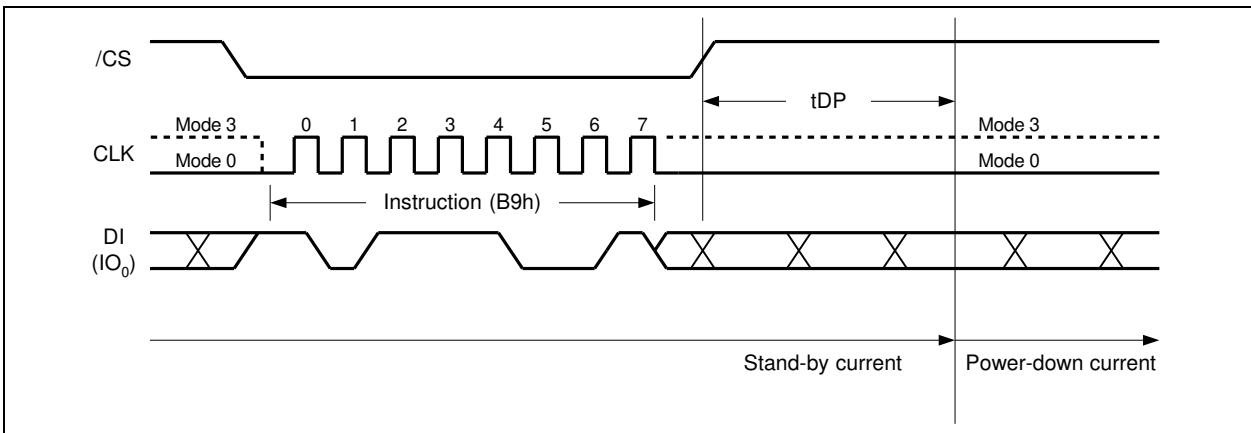 /CS
tDP
Mode 3 0 1 2 3 4 5 6 7 Mode 3
CLK
Mode 0 Mode 0
Instruction (B9h)
DI
(IO0)
Stand-by current Power-down current